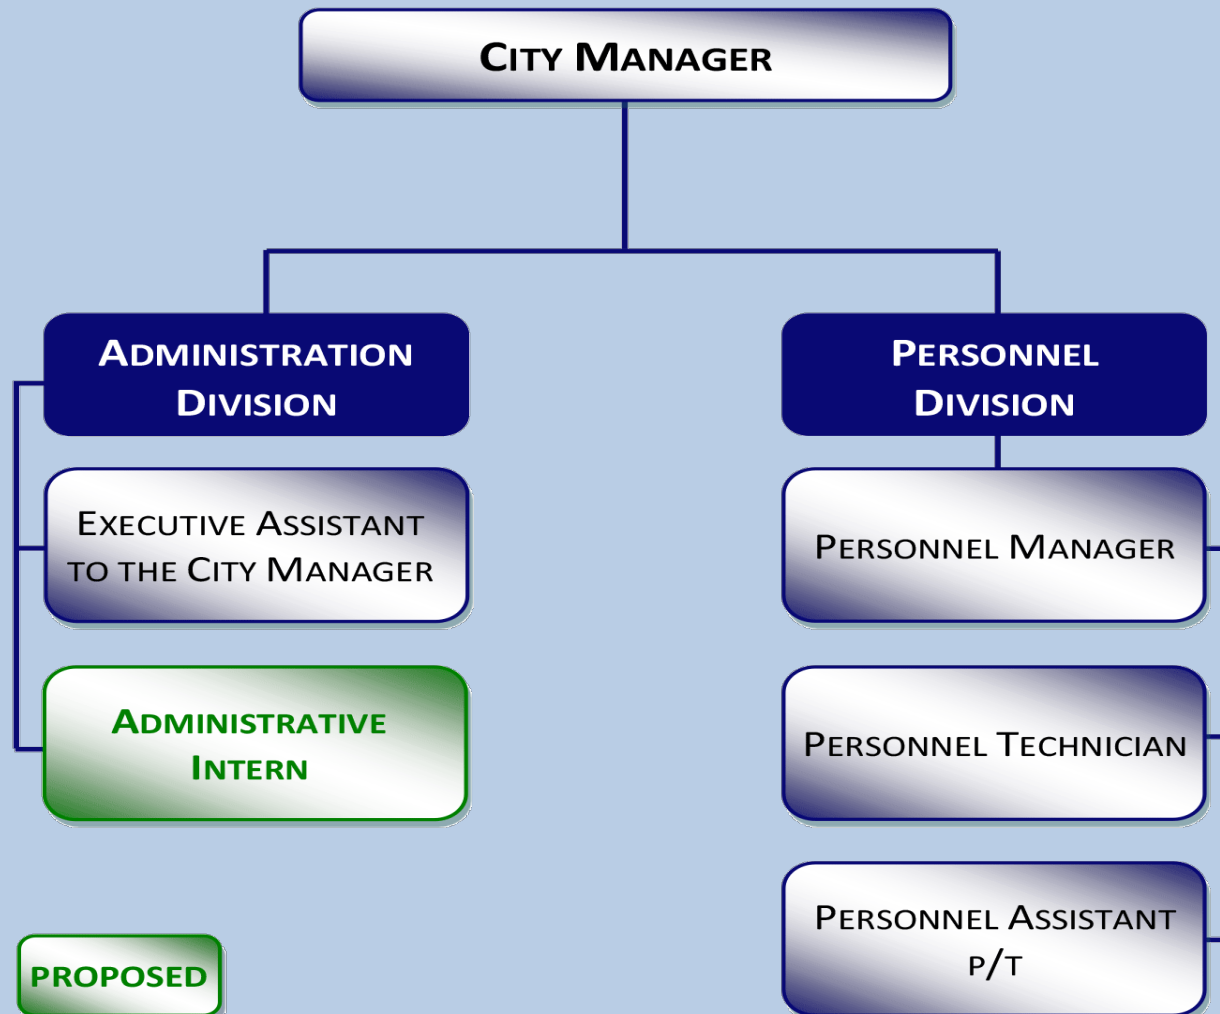 CITY MANAGER
ADMINISTRATION
DIVISION
EXECUTIVE ASSISTANT
TO THE CITY MANAGER
ADMINISTRATIVE
INTERN
PROPOSED
PERSONNEL
DIVISION
PERSONNEL MANAGER
PERSONNEL TECHNICIAN
PERSONNEL ASSISTANT
P/T